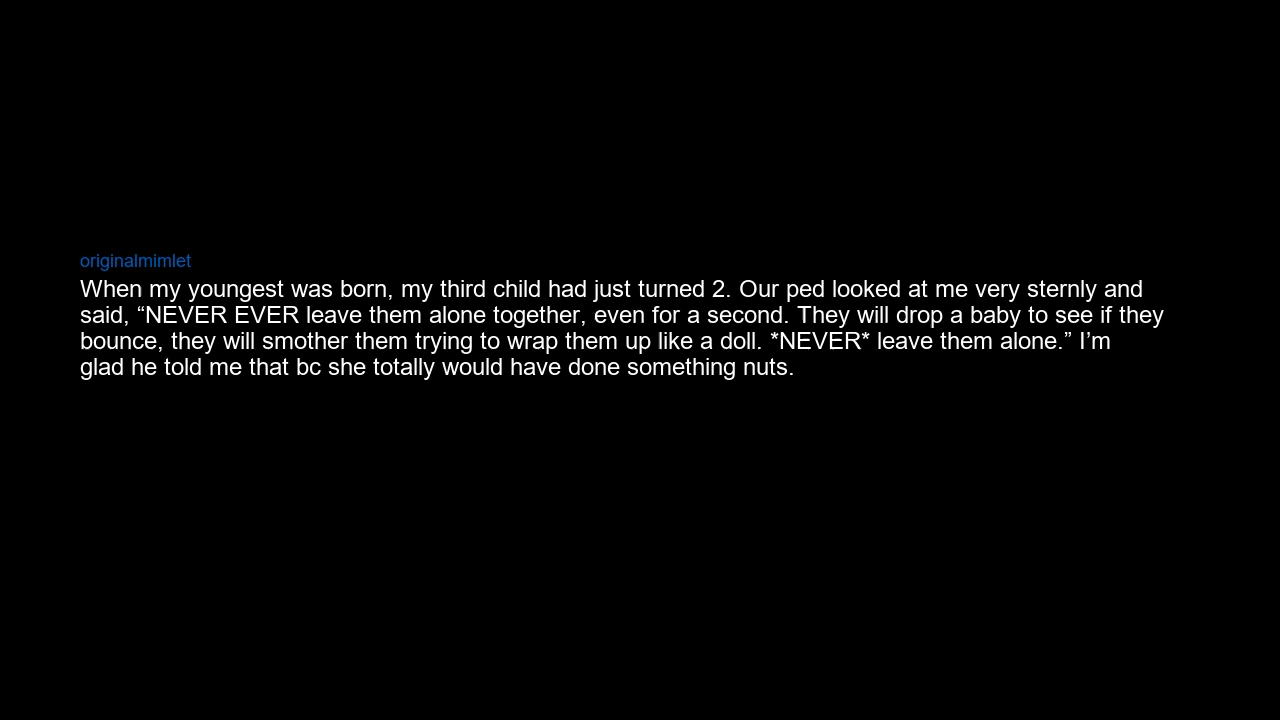 originalmimlet
When my youngest was born, my third child had just turned 2. Our ped looked at me very sternly and
said, “NEVER EVER leave them alone together, even for a second. They will drop a baby to see if they
bounce, they will smother them trying to wrap them up like a doll. *NEVER* leave them alone.” I’m
glad he told me that bc she totally would have done something nuts.